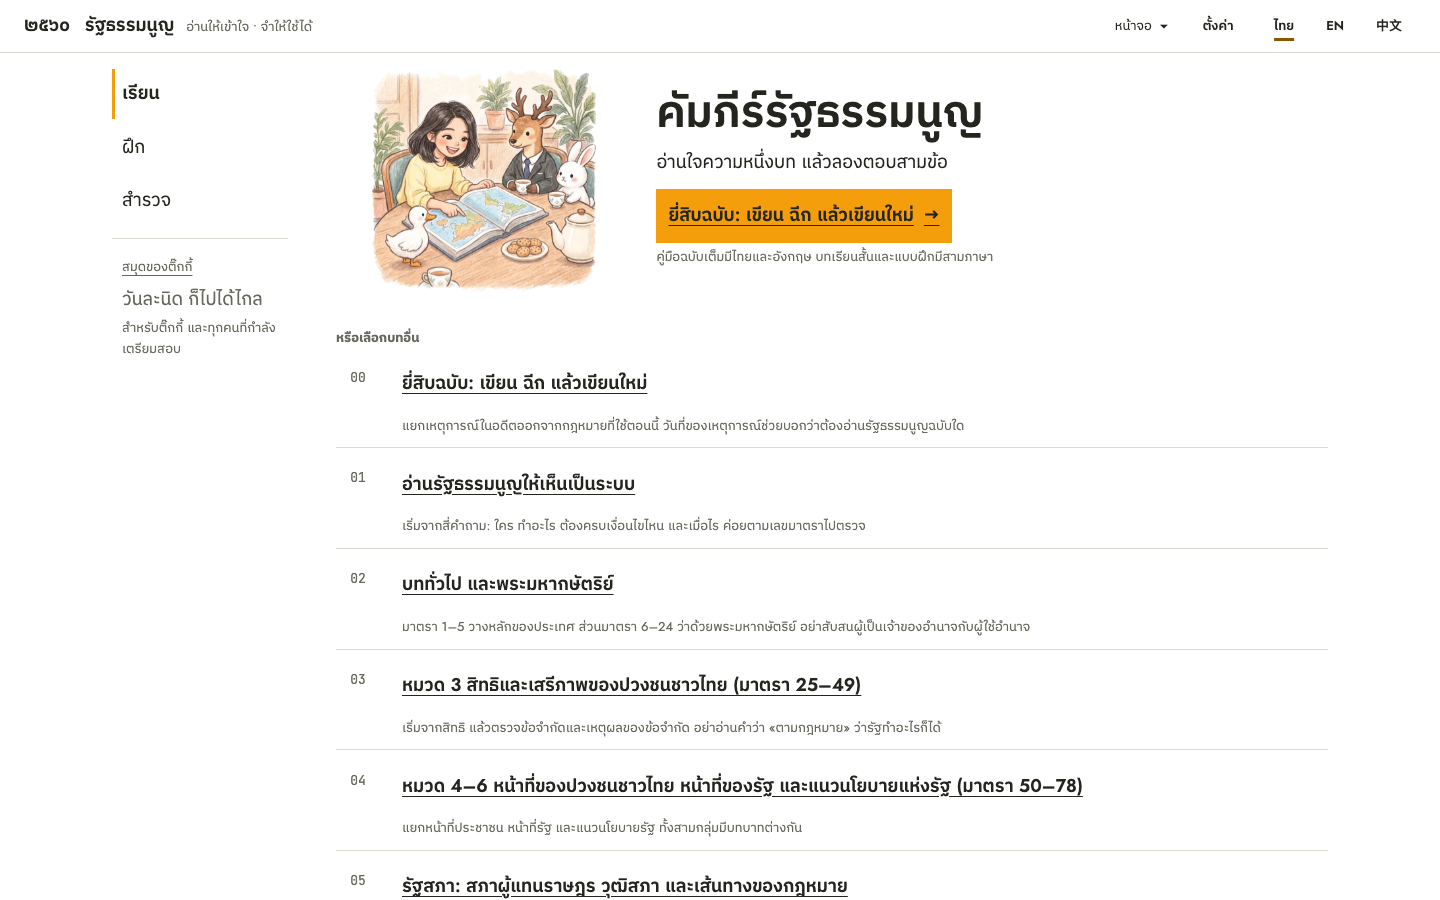 ๒๕๖๐ รัฐธรรมนูญ อ่านให้เข้าใจ · จำให้ใช้ได้
หน้าจอ ตั้งค่า ไทย EN 中文
เรียน
ฝึก
สำรวจ
สมุดของติ๊กกี้
วันละนิด ก็ไปได้ไกล
สำหรับติ๊กกี้ และทุกคนที่กำลัง
เตรียมสอบ
คัมภีร์รัฐธรรมนูญ
อ่านใจความหนึ่งบท แล้วลองตอบสามข้อ
ยี่สิบฉบับ: เขียน ฉีก แล้วเขียนใหม่ →
คู่มือฉบับเต็มมีไทยและอังกฤษ บทเรียนสั้นและแบบฝึกมีสามภาษา
หรือเลือกบทอื่น
00 ยี่สิบฉบับ: เขียน ฉีก แล้วเขียนใหม่
แยกเหตุการณ์ในอดีตออกจากกฎหมายที่ใช้ตอนนี้ วันที่ของเหตุการณ์ช่วยบอกว่าต้องอ่านรัฐธรรมนูญฉบับใด
01 อ่านรัฐธรรมนูญให้เห็นเป็นระบบ
เริ่มจากสี่คำถาม: ใคร ทำอะไร ต้องครบเงื่อนไขไหน และเมื่อไร ค่อยตามเลขมาตราไปตรวจ
02 บททั่วไป และพระมหากษัตริย์
มาตรา 1–5 วางหลักของประเทศ ส่วนมาตรา 6–24 ว่าด้วยพระมหากษัตริย์ อย่าสับสนผู้เป็นเจ้าของอำนาจกับผู้ใช้อำนาจ
03 หมวด 3 สิทธิและเสรีภาพของปวงชนชาวไทย (มาตรา 25–49)
เริ่มจากสิทธิ แล้วตรวจข้อจำกัดและเหตุผลของข้อจำกัด อย่าอ่านคำว่า «ตามกฎหมาย» ว่ารัฐทำอะไรก็ได้
04 หมวด 4–6 หน้าที่ของปวงชนชาวไทย หน้าที่ของรัฐ และแนวนโยบายแห่งรัฐ (มาตรา 50–78)
แยกหน้าที่ประชาชน หน้าที่รัฐ และแนวนโยบายรัฐ ทั้งสามกลุ่มมีบทบาทต่างกัน
05 รัฐสภา: สภาผู้แทนราษฎร วุฒิสภา และเส้นทางของกฎหมาย